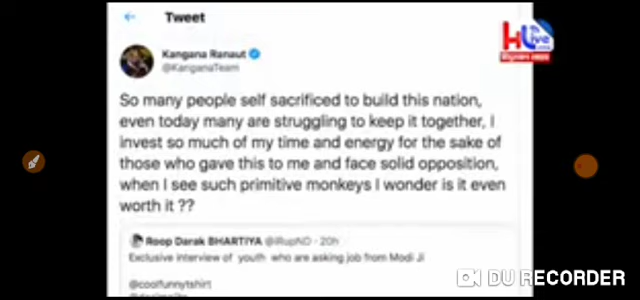 Tweet
Kangana Ranaut
@KanganaTeam
So many people self sacrificed to build this nation,
even today many are struggling to keep it together, I
invest so much of my time and energy for the sake of
those who gave this to me and face solid opposition,
when I see such primitive monkeys I wonder is it even
worth it ??
Roop Darak BHARTIYA @iRupND · 20h
Exclusive interview of youth who are asking job from Modi Ji
@coolfunnytshirt
DU RECORDER